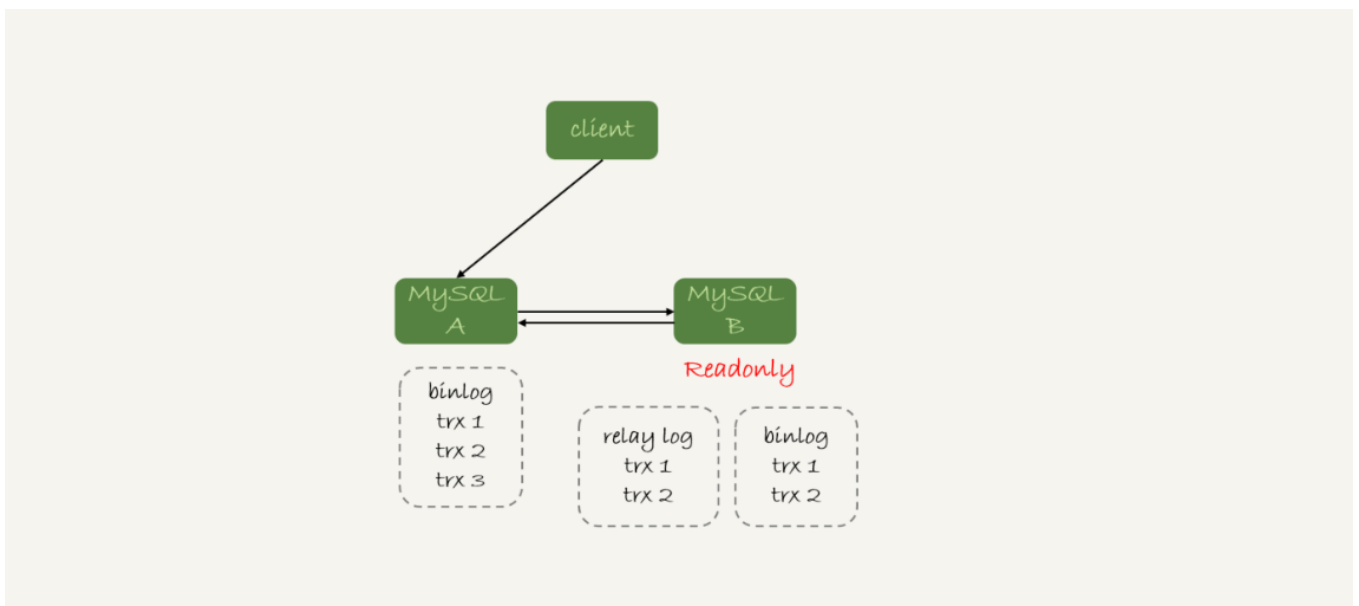 client
MySQL
A
MySQL
B
Readonly
binlog
trx 1
trx 2
trx 3
relay log
trx 1
trx 2
binlog
trx 1
trx 2